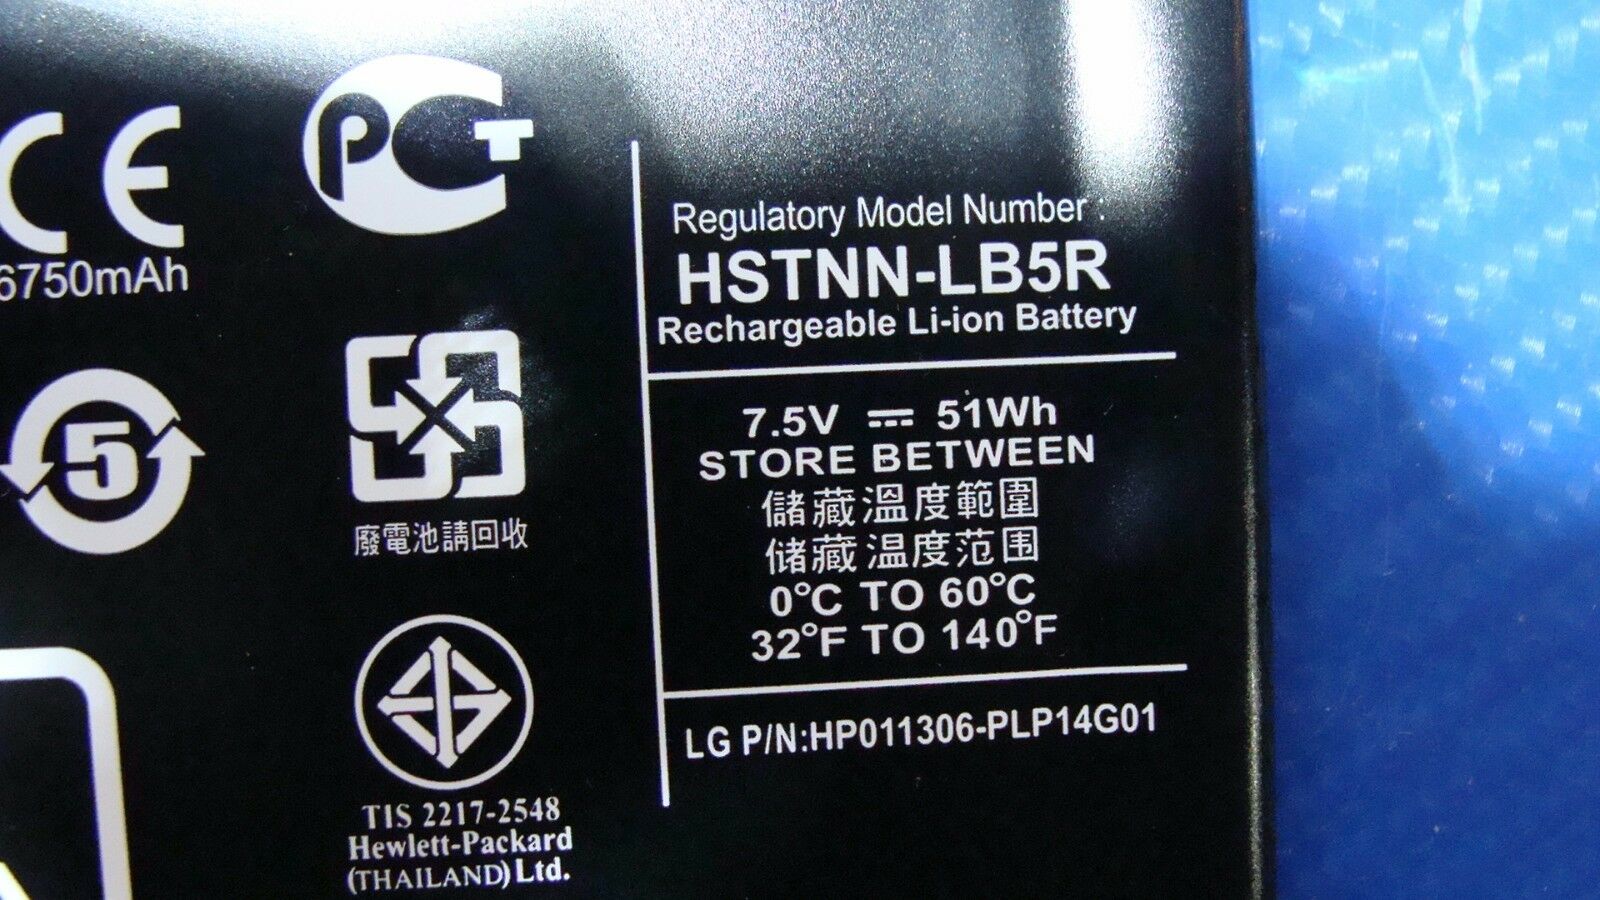 CE
PCT
6750mAh
5
廢電池請回收
TIS 2217-2548
Hewlett-Packard
(THAILAND) Ltd.
Regulatory Model Number :
HSTNN-LB5R
Rechargeable Li-ion Battery
7.5V ⎓ 51Wh
STORE BETWEEN
儲藏溫度範圍
储藏温度范围
0°C TO 60°C
32°F TO 140°F
LG P/N:HP011306-PLP14G01